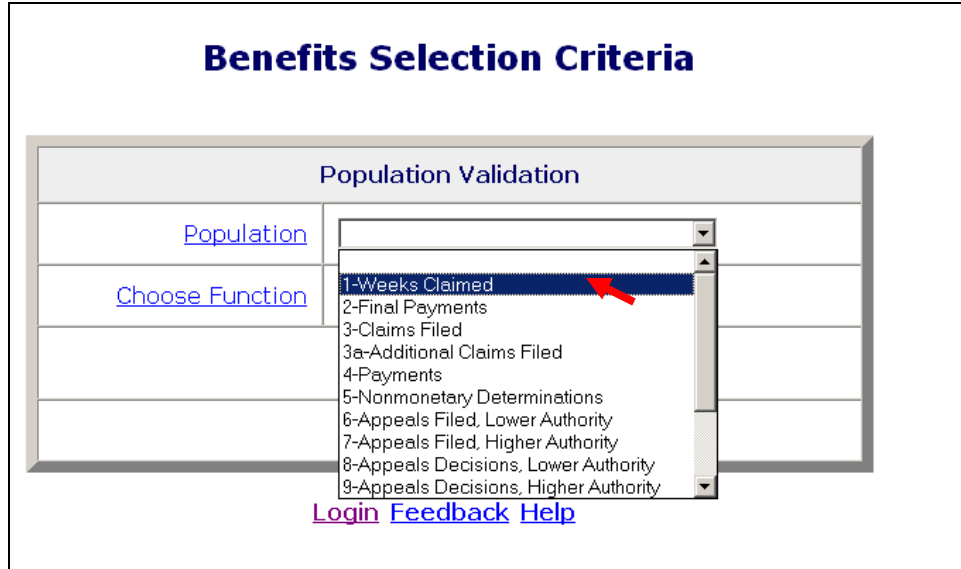 Benefits Selection Criteria
Population Validation
Population
Choose Function
1-Weeks Claimed
2-Final Payments
3-Claims Filed
3a-Additional Claims Filed
4-Payments
5-Nonmonetary Determinations
6-Appeals Filed, Lower Authority
7-Appeals Filed, Higher Authority
8-Appeals Decisions, Lower Authority
9-Appeals Decisions, Higher Authority
Login Feedback Help